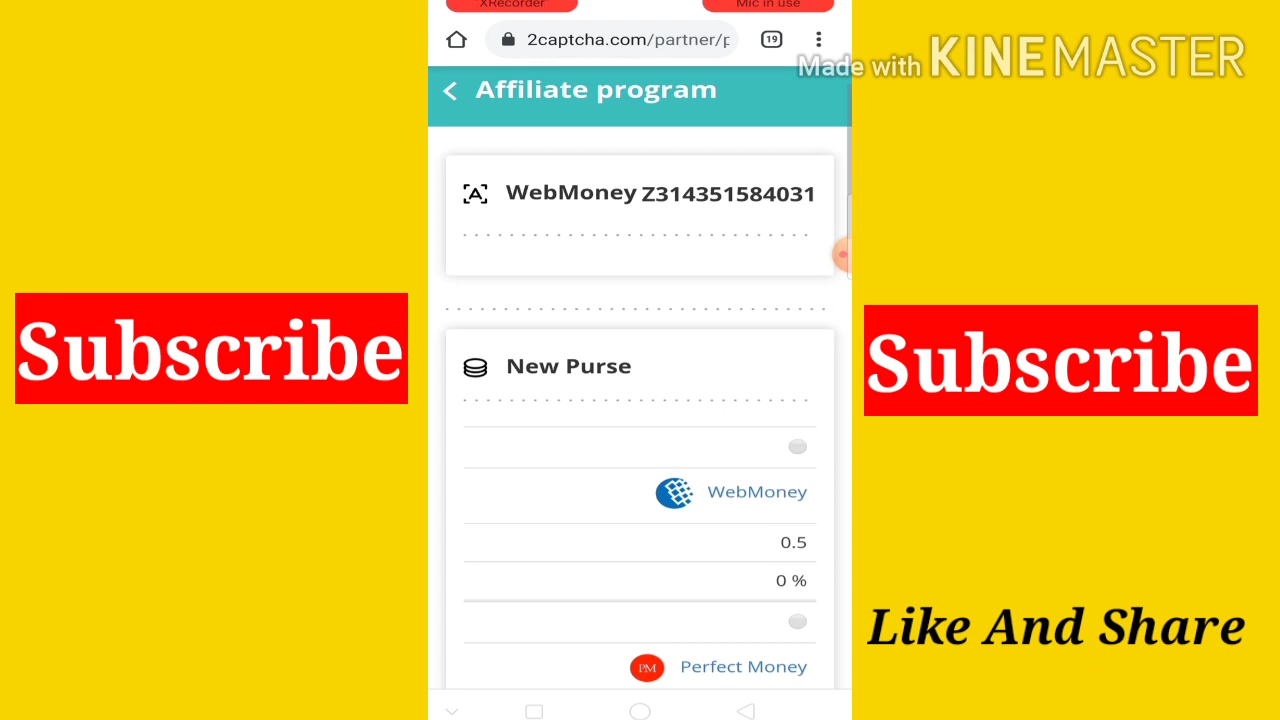 XRecorder
Mic in use
2captcha.com/partner/p
19
Made with KINEMASTER
Affiliate program
WebMoney Z314351584031
New Purse
WebMoney
0.5
0 %
PM Perfect Money
Subscribe
Subscribe
Like And Share